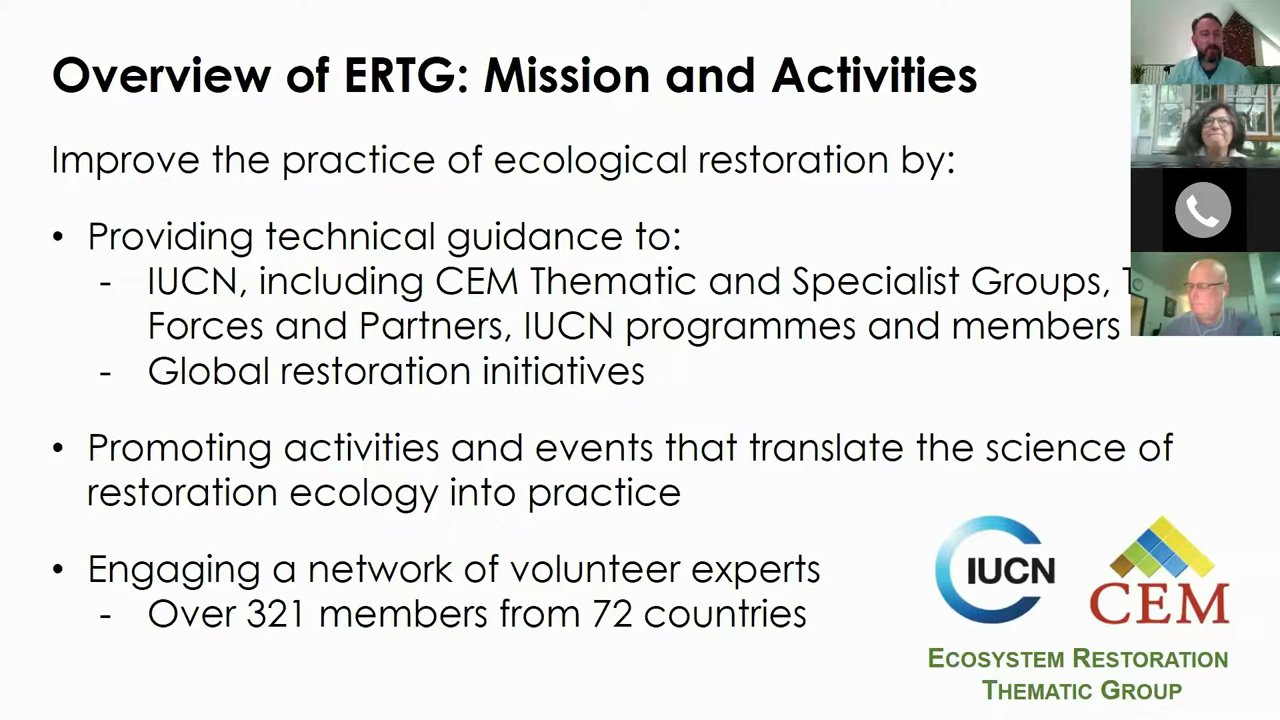 Overview of ERTG: Mission and Activities
Improve the practice of ecological restoration by:
• Providing technical guidance to:
- IUCN, including CEM Thematic and Specialist Groups,
Forces and Partners, IUCN programmes and members
- Global restoration initiatives
• Promoting activities and events that translate the science of
restoration ecology into practice
• Engaging a network of volunteer experts
- Over 321 members from 72 countries
IUCN
CEM
ECOSYSTEM RESTORATION
THEMATIC GROUP